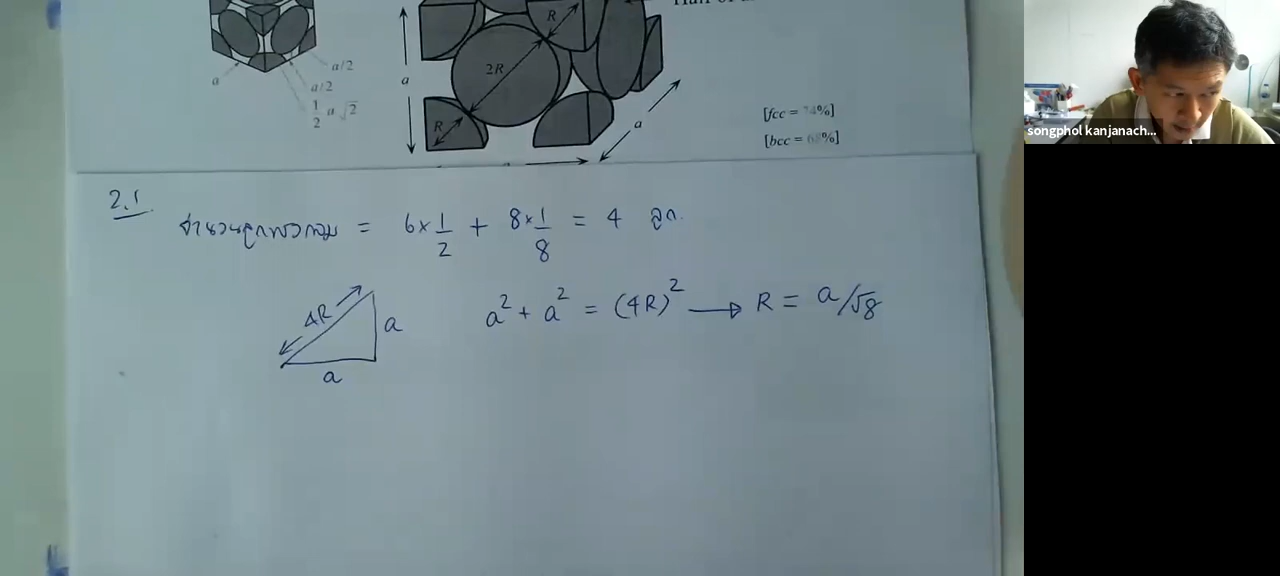 R
2R
R
a
a
a/2
a/2
1/2 a√2
a
[fcc = 74%]
[bcc = 68%]
2.1
จำนวนลูกทรงกลม = 6×1/2 + 8×1/8 = 4 ลูก
4R
a
a
a² + a² = (4R)² → R = a/√8
songphol kanjanach...